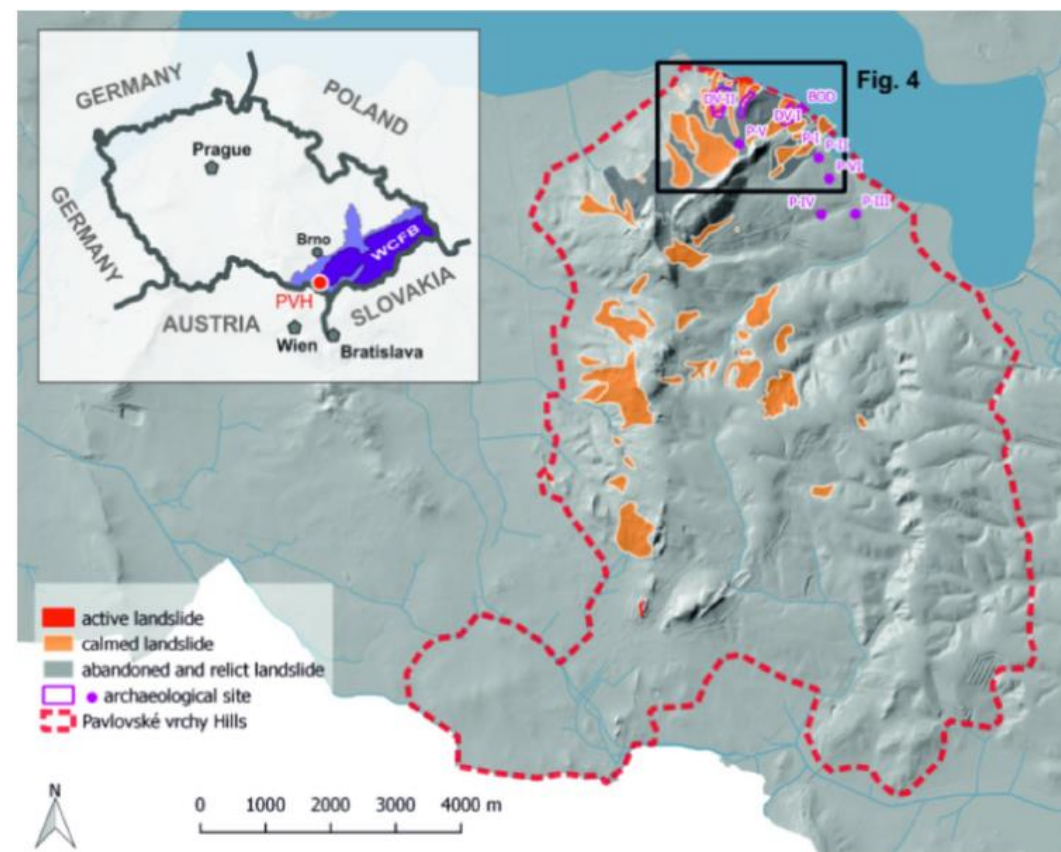 GERMANY
POLAND
Prague
GERMANY
Brno
WCFB
PVH
SLOVAKIA
AUSTRIA
Wien
Bratislava
Fig. 4
DV-II
BOD
DV-I
P-V
P-I
P-II
P-VI
P-IV
P-III
active landslide
calmed landslide
abandoned and relict landslide
archaeological site
Pavlovské vrchy Hills
N
0 1000 2000 3000 4000 m